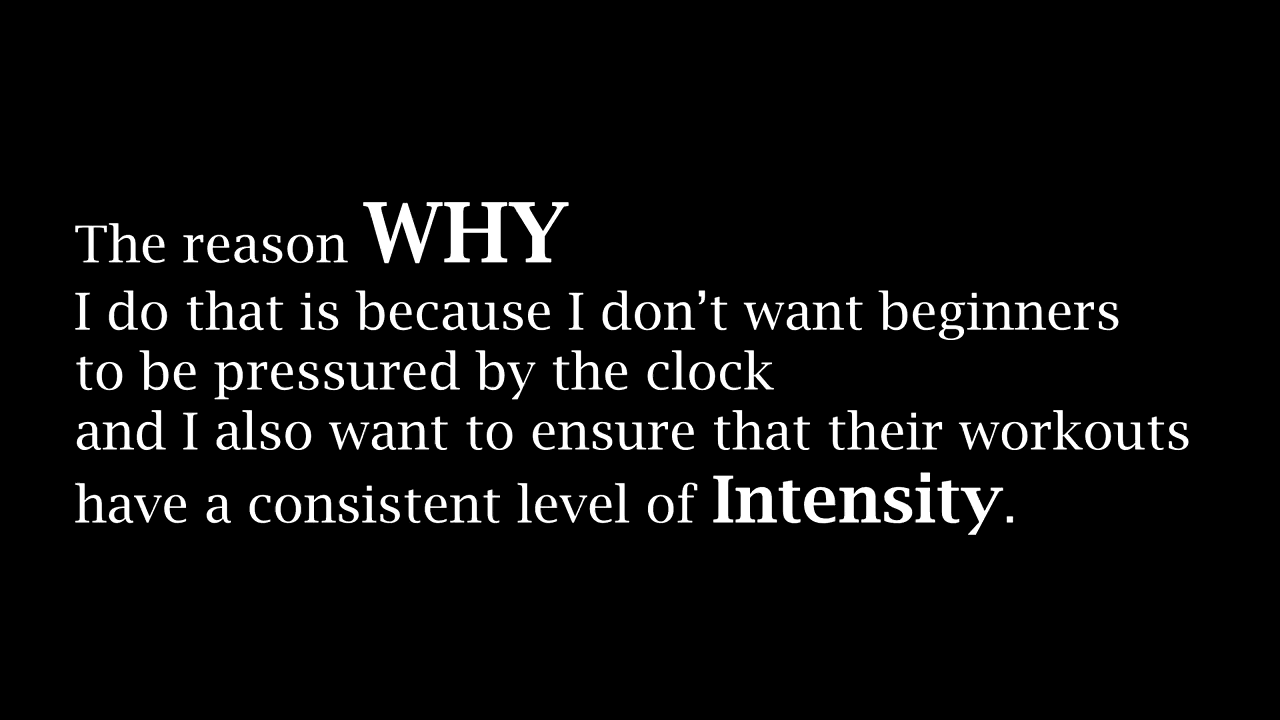 The reason WHY
I do that is because I don’t want beginners
to be pressured by the clock
and I also want to ensure that their workouts
have a consistent level of Intensity.